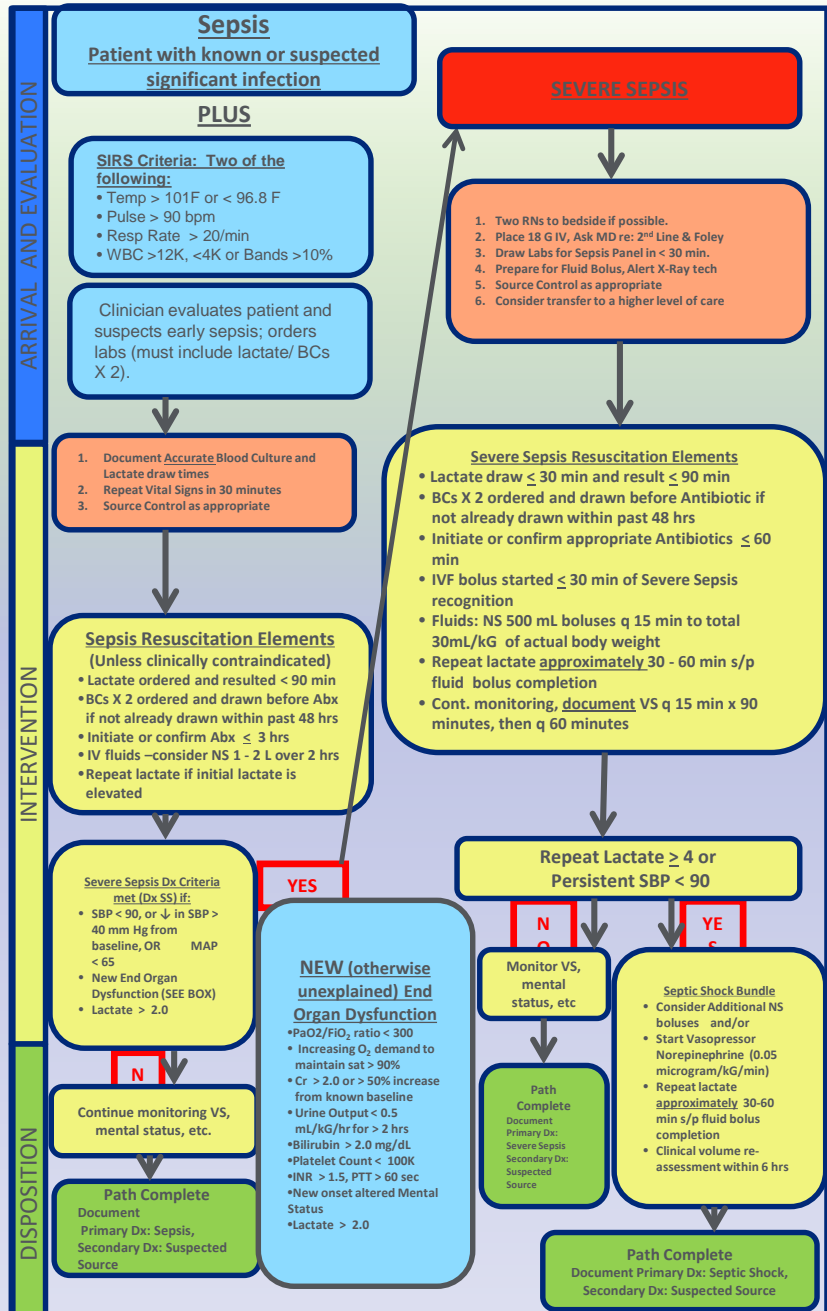 ARRIVAL AND EVALUATION
Sepsis
Patient with known or suspected
significant infection
PLUS
SIRS Criteria: Two of the
following:
• Temp > 101F or < 96.8 F
• Pulse > 90 bpm
• Resp Rate > 20/min
• WBC >12K, <4K or Bands >10%
Clinician evaluates patient and
suspects early sepsis; orders
labs (must include lactate/ BCs
X 2).
INTERVENTION
1. Document Accurate Blood Culture and
Lactate draw times
2. Repeat Vital Signs in 30 minutes
3. Source Control as appropriate
Sepsis Resuscitation Elements
(Unless clinically contraindicated)
• Lactate ordered and resulted < 90 min
• BCs X 2 ordered and drawn before Abx
if not already drawn within past 48 hrs
• Initiate or confirm Abx ≤ 3 hrs
• IV fluids –consider NS 1 - 2 L over 2 hrs
• Repeat lactate if initial lactate is
elevated
Severe Sepsis Dx Criteria
met (Dx SS) if:
• SBP < 90, or ↓ in SBP >
40 mm Hg from
baseline, OR MAP
< 65
• New End Organ
Dysfunction (SEE BOX)
• Lactate > 2.0
YES
N
DISPOSITION
Continue monitoring VS,
mental status, etc.
Path Complete
Document
Primary Dx: Sepsis,
Secondary Dx: Suspected
Source
NEW (otherwise
unexplained) End
Organ Dysfunction
•PaO2/FiO2 ratio < 300
• Increasing O2 demand to
maintain sat > 90%
•Cr > 2.0 or > 50% increase
from known baseline
•Urine Output < 0.5
mL/kg/hr for > 2 hrs
•Bilirubin > 2.0 mg/dL
•Platelet Count < 100K
•INR > 1.5, PTT > 60 sec
•New onset altered Mental
Status
•Lactate > 2.0
SEVERE SEPSIS
1. Two RNs to bedside if possible.
2. Place 18 G IV, Ask MD re: 2nd Line & Foley
3. Draw Labs for Sepsis Panel in < 30 min.
4. Prepare for Fluid Bolus, Alert X-Ray tech
5. Source Control as appropriate
6. Consider transfer to a higher level of care
Severe Sepsis Resuscitation Elements
• Lactate draw ≤ 30 min and result ≤ 90 min
• BCs X 2 ordered and drawn before Antibiotic if
not already drawn within past 48 hrs
• Initiate or confirm appropriate Antibiotics ≤ 60
min
• IVF bolus started ≤ 30 min of Severe Sepsis
recognition
• Fluids: NS 500 mL boluses q 15 min to total
30mL/kG of actual body weight
• Repeat lactate approximately 30 - 60 min s/p
fluid bolus completion
• Cont. monitoring, document VS q 15 min x 90
minutes, then q 60 minutes
Repeat Lactate ≥ 4 or
Persistent SBP < 90
N
O
YE
S
Monitor VS,
mental
status, etc
Path
Complete
Document
Primary Dx:
Severe Sepsis
Secondary Dx:
Suspected
Source
Septic Shock Bundle
• Consider Additional NS
boluses and/or
• Start Vasopressor
Norepinephrine (0.05
microgram/kG/min)
• Repeat lactate
approximately 30-60
min s/p fluid bolus
completion
• Clinical volume re-
assessment within 6 hrs
Path Complete
Document Primary Dx: Septic Shock,
Secondary Dx: Suspected Source